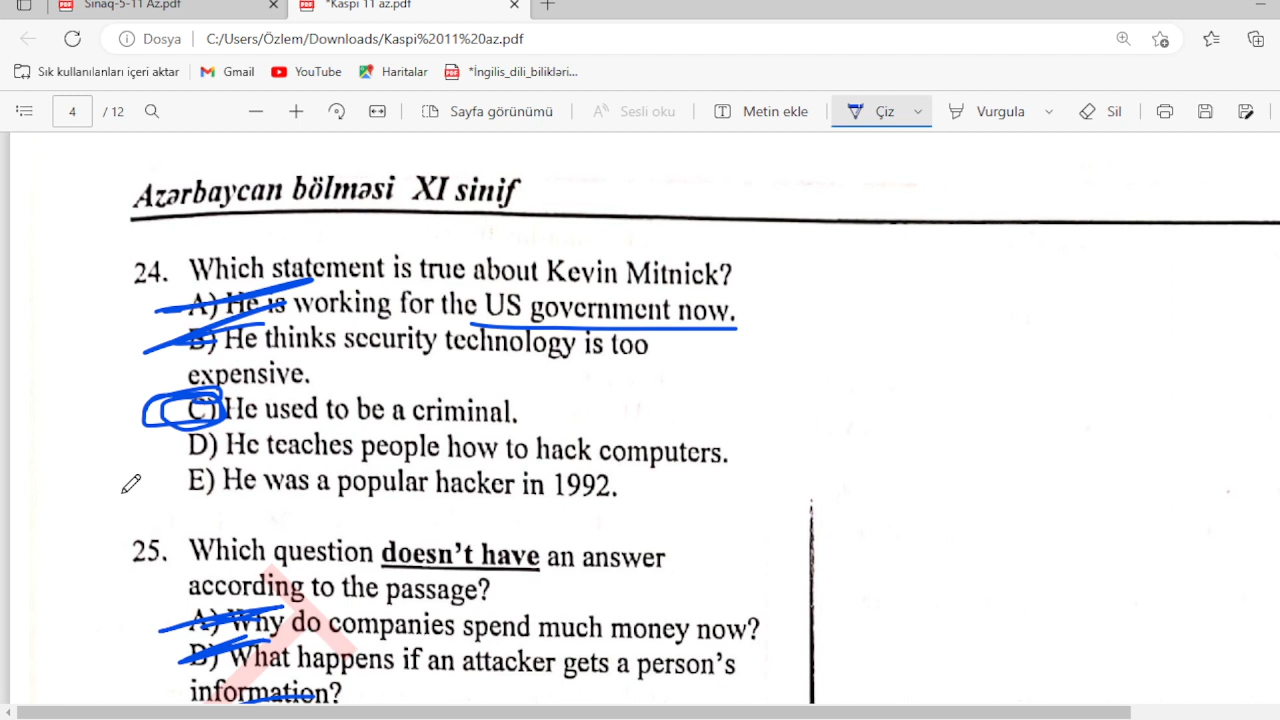 Sınaq-5-11 Az.pdf
*Kaspi 11 az.pdf
Dosya C:/Users/Özlem/Downloads/Kaspi%2011%20az.pdf
Sık kullanılanları içeri aktar Gmail YouTube Haritalar *İngilis_dili_bilikləri...
4 / 12 Sayfa görünümü Sesli oku Metin ekle Çiz Vurgula Sil
Azərbaycan bölməsi XI sinif
24. Which statement is true about Kevin Mitnick?
A) He is working for the US government now.
B) He thinks security technology is too
expensive.
C) He used to be a criminal.
D) He teaches people how to hack computers.
E) He was a popular hacker in 1992.
25. Which question doesn't have an answer
according to the passage?
A) Why do companies spend much money now?
B) What happens if an attacker gets a person's
information?